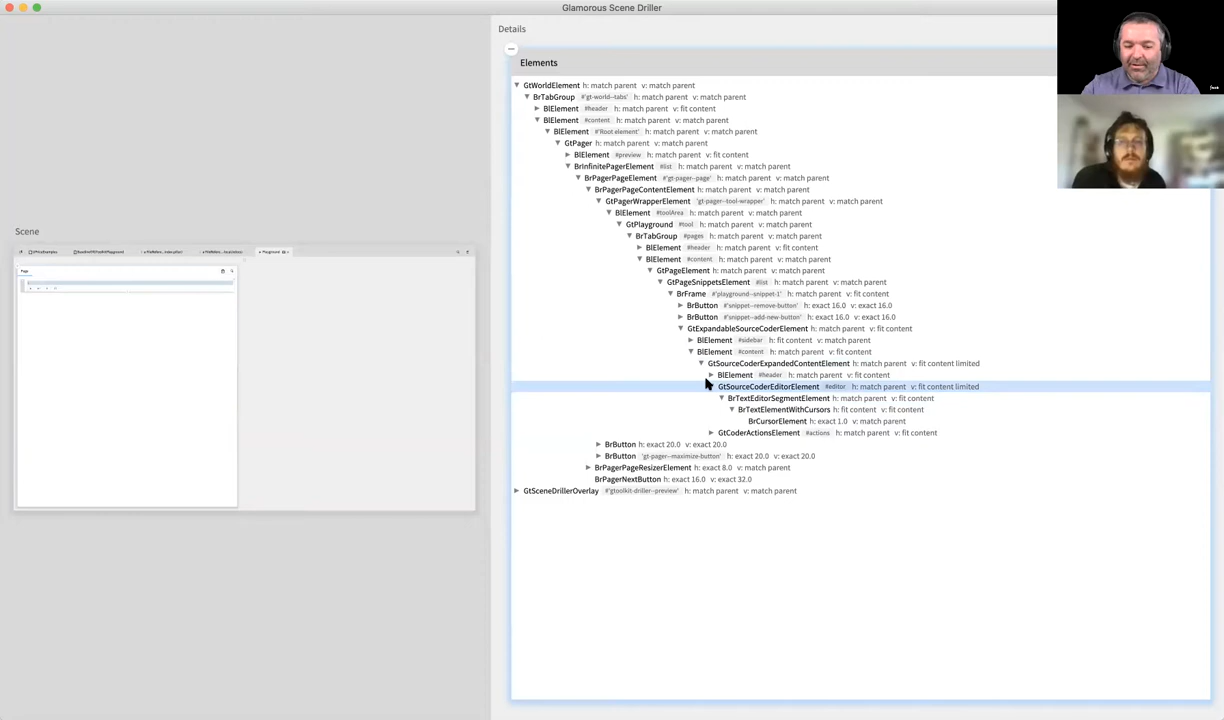 Glamorous Scene Driller
Details
Elements
GtWorldElement h: match parent v: match parent
BrTabGroup #'gt-world--tabs' h: match parent v: match parent
BlElement #header h: match parent v: fit content
BlElement #content h: match parent v: match parent
BlElement #'Root element' h: match parent v: match parent
GtPager h: match parent v: match parent
BlElement #preview h: match parent v: fit content
BrInfinitePagerElement #list h: match parent v: match parent
BrPagerPageElement #'gt-pager--page' h: match parent v: match parent
BrPagerPageContentElement h: match parent v: match parent
GtPagerWrapperElement 'gt-pager--tool-wrapper' h: match parent v: match parent
BlElement #toolArea h: match parent v: match parent
GtPlayground #tool h: match parent v: match parent
BrTabGroup #pages h: match parent v: match parent
BlElement #header h: match parent v: fit content
BlElement #content h: match parent v: match parent
GtPageElement h: match parent v: match parent
GtPageSnippetsElement #list h: match parent v: match parent
BrFrame #'playground--snippet-1' h: match parent v: fit content
BrButton #'snippet--remove-button' h: exact 16.0 v: exact 16.0
BrButton #'snippet--add-new-button' h: exact 16.0 v: exact 16.0
GtExpandableSourceCoderElement h: match parent v: fit content
BlElement #sidebar h: fit content v: fit content
BlElement #content h: match parent v: fit content
GtSourceCoderExpandedContentElement h: match parent v: fit content limited
BlElement #header h: match parent v: fit content
GtSourceCoderEditorElement #editor h: match parent v: fit content limited
BrTextEditorSegmentElement h: match parent v: fit content
BrTextElementWithCursors h: fit content v: fit content
BrCursorElement h: exact 1.0 v: match parent
GtCoderActionsElement #actions h: match parent v: fit content
BrButton h: exact 20.0 v: exact 20.0
BrButton 'gt-pager--maximize-button' h: exact 20.0 v: exact 20.0
BrPagerPageResizerElement h: exact 8.0 v: match parent
BrPagerNextButton h: exact 16.0 v: exact 32.0
GtSceneDrillerOverlay #'gtoolkit-driller--preview' h: match parent v: match parent
Scene
Playground
Page